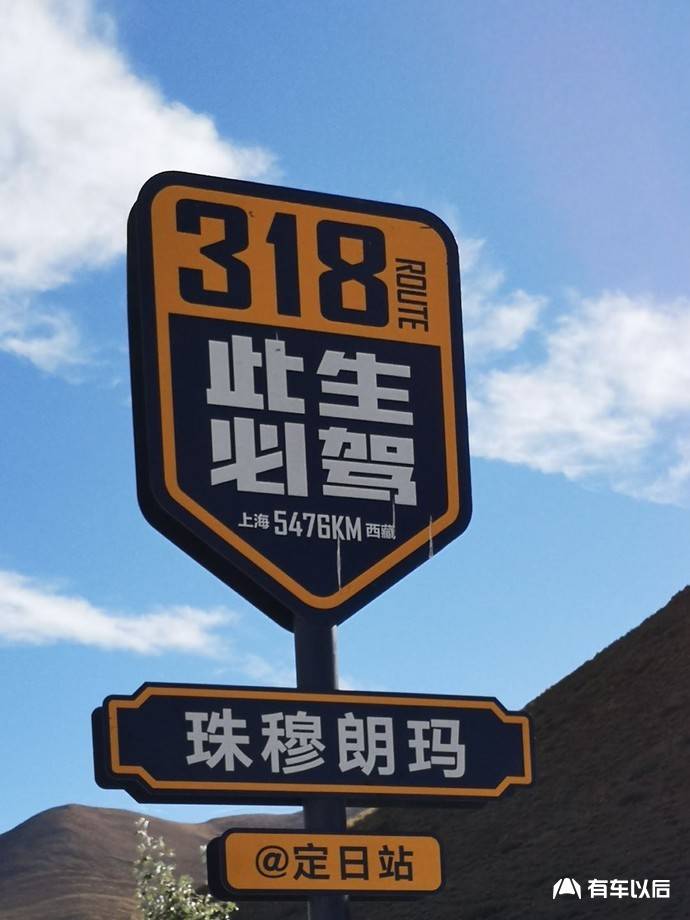 318 ROUTE
此生
必驾
上海 5476KM 西藏
珠穆朗玛
@定日站
有车以后